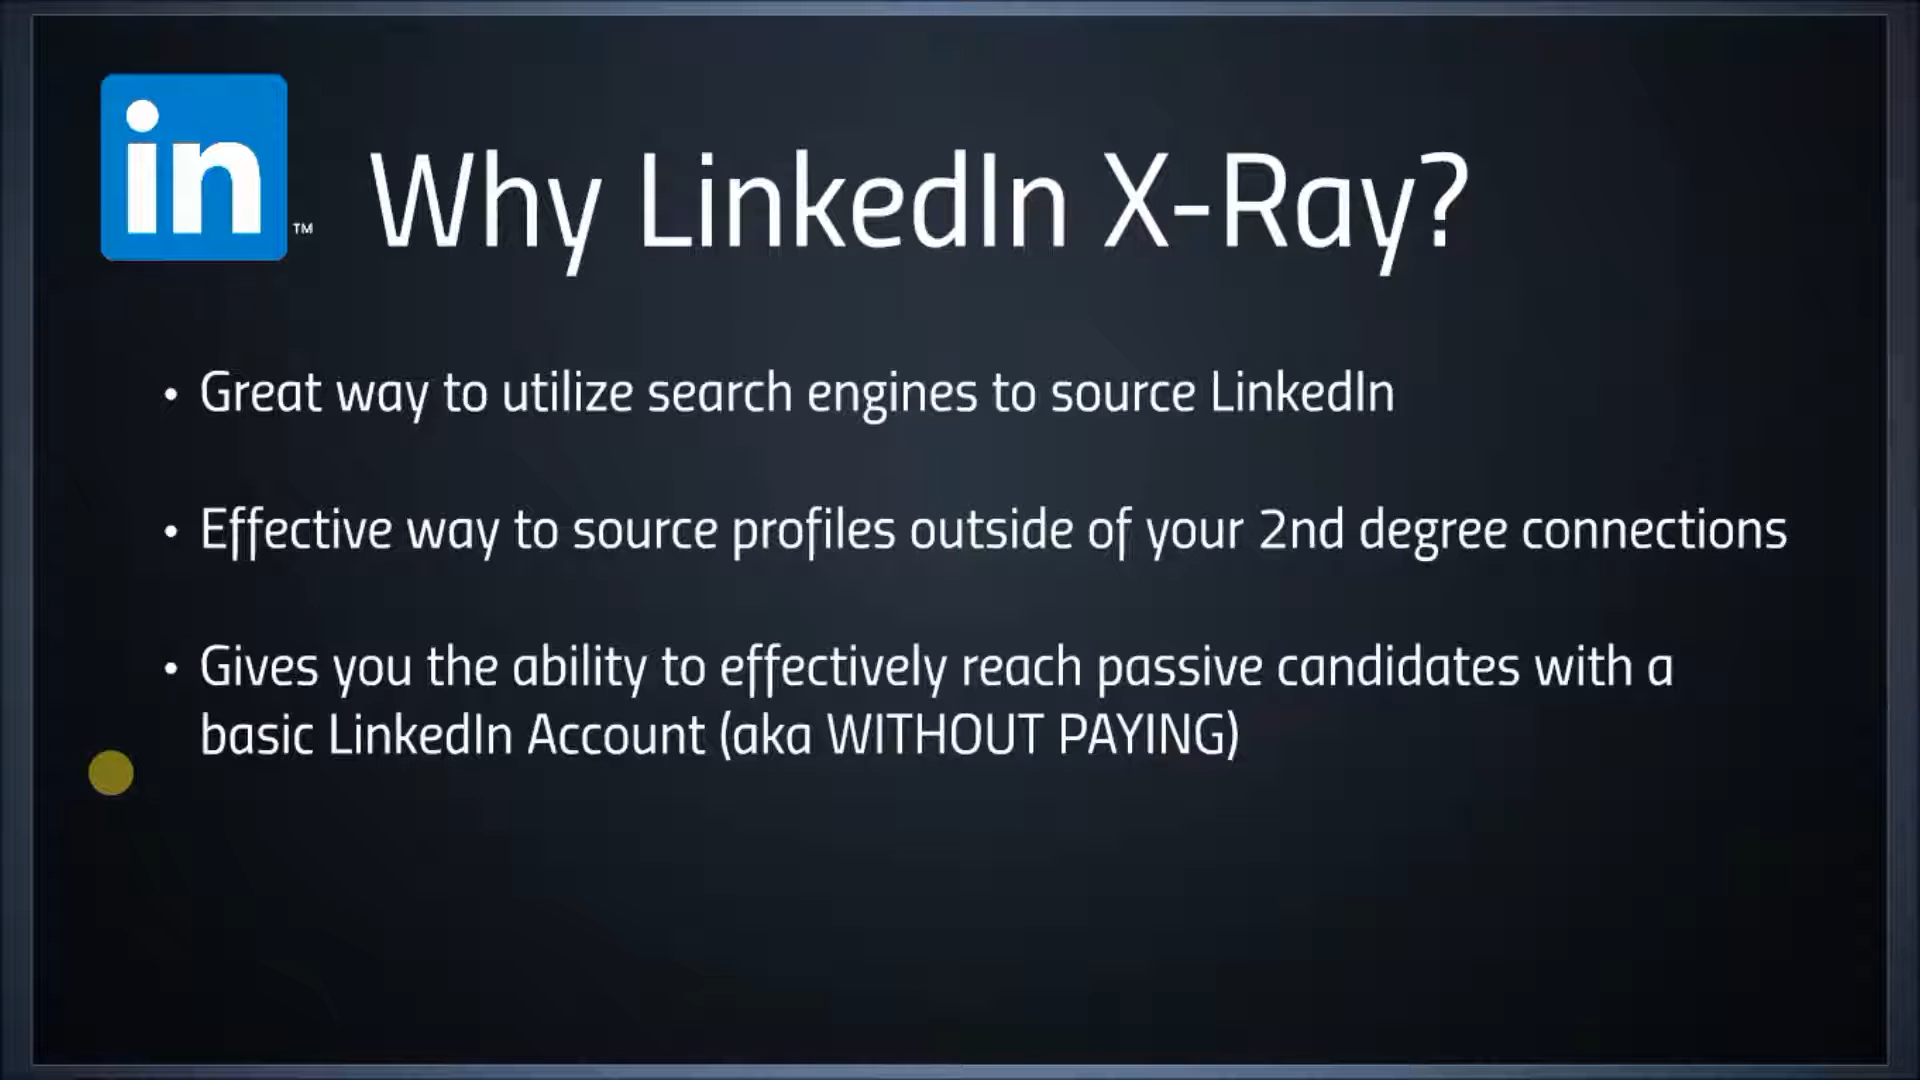 in
TM
Why LinkedIn X-Ray?
• Great way to utilize search engines to source LinkedIn
• Effective way to source profiles outside of your 2nd degree connections
• Gives you the ability to effectively reach passive candidates with a
basic LinkedIn Account (aka WITHOUT PAYING)